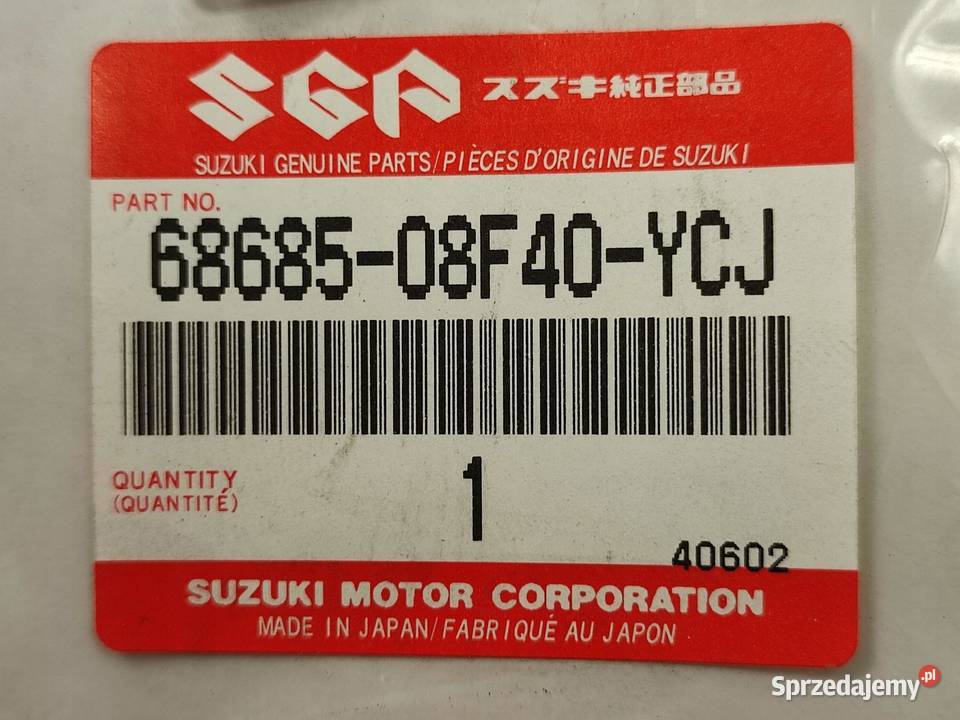 SGP スズキ純正部品
SUZUKI GENUINE PARTS/PIÈCES D'ORIGINE DE SUZUKI
PART NO.
68685-08F40-YCJ
QUANTITY
(QUANTITÉ)
1
40602
SUZUKI MOTOR CORPORATION
MADE IN JAPAN/FABRIQUÉ AU JAPON
Sprzedajemy.pl